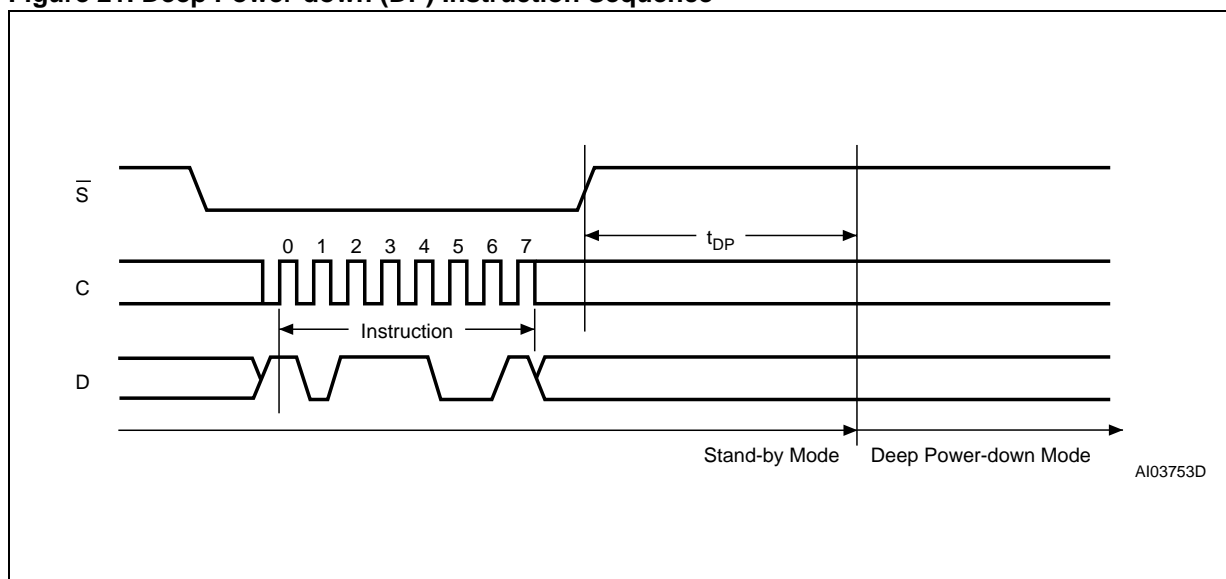 Figure 21. Deep Power-down (DP) Instruction Sequence
S
tDP
0 1 2 3 4 5 6 7
C
Instruction
D
Stand-by Mode Deep Power-down Mode
AI03753D